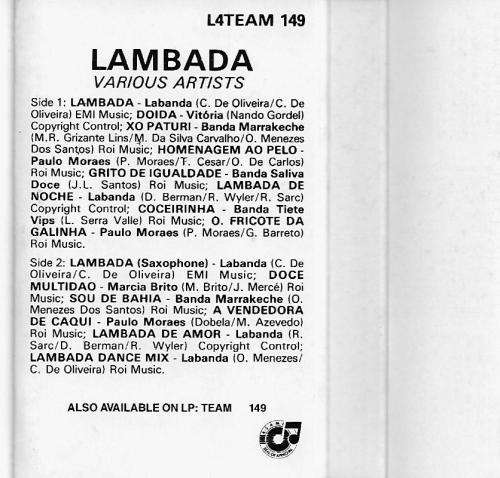 L4TEAM 149
LAMBADA
VARIOUS ARTISTS
Side 1: LAMBADA - Labanda (C. De Oliveira/C. De
Oliveira) EMI Music; DOIDA - Vitória (Nando Gordel)
Copyright Control; XO PATURI - Banda Marrakeche
(M.R. Grizante Lins/M. Da Silva Carvalho/O. Menezes
Dos Santos) Roi Music; HOMENAGEM AO PELO -
Paulo Moraes (P. Moraes/T. Cesar/O. De Carlos)
Roi Music; GRITO DE IGUALDADE - Banda Saliva
Doce (J.L. Santos) Roi Music; LAMBADA DE
NOCHE - Labanda (D. Berman/R. Wyler/R. Sarc)
Copyright Control; COCEIRINHA - Banda Tiete
Vips (L. Serra Valle) Roi Music; O. FRICOTE DA
GALINHA - Paulo Moraes (P. Moraes/G. Barreto)
Roi Music.
Side 2: LAMBADA (Saxophone) - Labanda (C. De
Oliveira/C. De Oliveira) EMI Music; DOCE
MULTIDAO - Marcia Brito (M. Brito/J. Mercé) Roi
Music; SOU DE BAHIA - Banda Marrakeche (O.
Menezes Dos Santos) Roi Music; A VENDEDORA
DE CAQUI - Paulo Moraes (Dobela/M. Azevedo)
Roi Music; LAMBADA DE AMOR - Labanda (R.
Sarc/D. Berman/R. Wyler) Copyright Control;
LAMBADA DANCE MIX - Labanda (O. Menezes/
C. De Oliveira) Roi Music.
ALSO AVAILABLE ON LP: TEAM 149